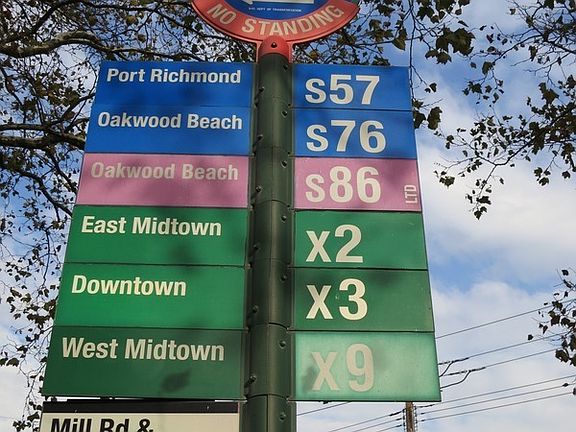 NO STANDING
Port Richmond S57
Oakwood Beach S76
Oakwood Beach S86 LTD
East Midtown X2
Downtown X3
West Midtown X9
Mill Rd &